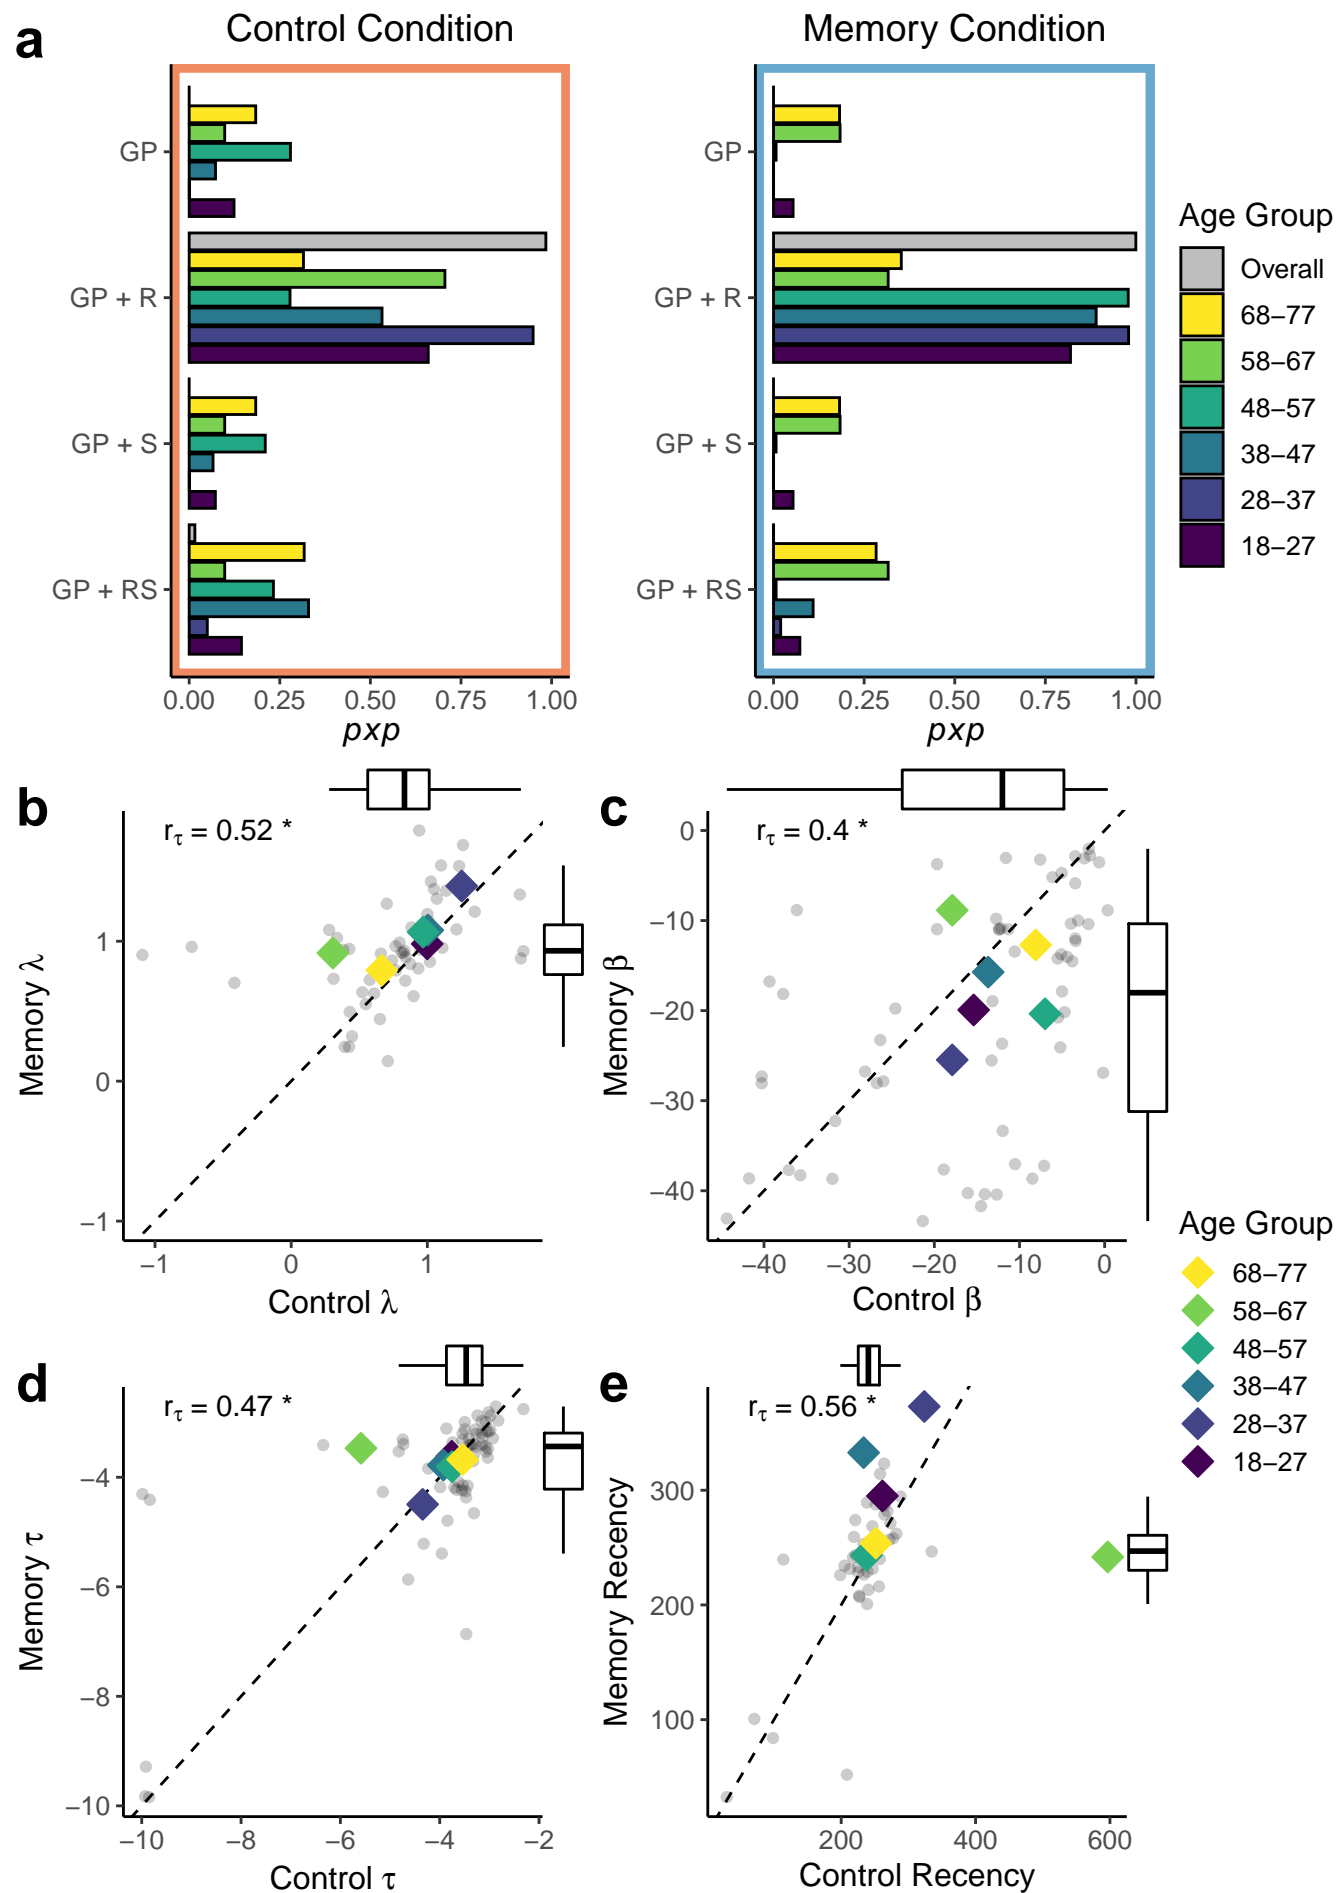 a
Control Condition
Memory Condition
GP
GP + R
GP + S
GP + RS
0.00 0.25 0.50 0.75 1.00
pxp
GP
GP + R
GP + S
GP + RS
0.00 0.25 0.50 0.75 1.00
pxp
Age Group
Overall
68−77
58−67
48−57
38−47
28−37
18−27
b
rτ = 0.52 *
Memory λ
1
0
−1
−1 0 1
Control λ
c
rτ = 0.4 *
Memory β
0
−10
−20
−30
−40
−40 −30 −20 −10 0
Control β
d
rτ = 0.47 *
Memory τ
−4
−6
−8
−10
−10 −8 −6 −4 −2
Control τ
e
rτ = 0.56 *
Memory Recency
300
200
100
200 400 600
Control Recency
Age Group
68−77
58−67
48−57
38−47
28−37
18−27